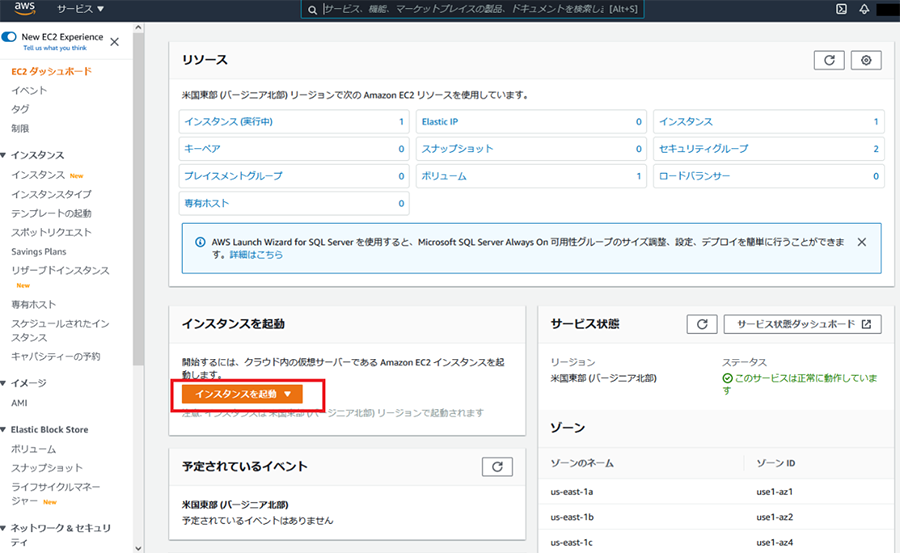 aws
サービス ▼
サービス、機能、マーケットプレイスの製品、ドキュメントを検索しま [Alt+S]
New EC2 Experience
Tell us what you think
EC2 ダッシュボード
イベント
タグ
制限
インスタンス
インスタンス New
インスタンスタイプ
テンプレートの起動
スポットリクエスト
Savings Plans
リザーブドインスタンス
New
専有ホスト
スケジュールされたイン
スタンス
キャパシティーの予約
イメージ
AMI
Elastic Block Store
ボリューム
スナップショット
ライフサイクルマネー
ジャー New
ネットワーク & セキュリ
ティ
リソース
米国東部 (バージニア北部) リージョンで次の Amazon EC2 リソースを使用しています。
インスタンス (実行中) 1
Elastic IP 0
インスタンス 1
キーペア 0
スナップショット 0
セキュリティグループ 2
プレイスメントグループ 0
ボリューム 1
ロードバランサー 0
専有ホスト 0
AWS Launch Wizard for SQL Server を使用すると、Microsoft SQL Server Always On 可用性グループのサイズ調整、設定、デプロイを簡単に行うことができま
す。詳細はこちら
インスタンスを起動
開始するには、クラウド内の仮想サーバーである Amazon EC2 インスタンスを起
動します。
インスタンスを起動 ▼
注意: インスタンスは 米国東部 (バージニア北部) リージョンで起動されます
予定されているイベント
米国東部 (バージニア北部)
予定されているイベントはありません
サービス状態
サービス状態ダッシュボード
リージョン
米国東部 (バージニア北部)
ステータス
このサービスは正常に動作していま
す
ゾーン
ゾーンのネーム ゾーン ID
us-east-1a use1-az1
us-east-1b use1-az2
us-east-1c use1-az4